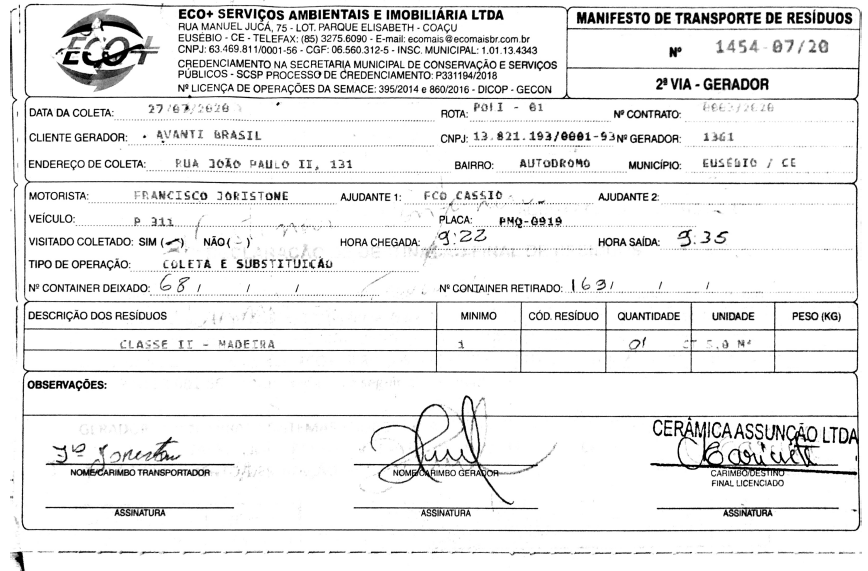 ECO+
ECO+ SERVIÇOS AMBIENTAIS E IMOBILIÁRIA LTDA
RUA MANUEL JUCÁ, 75 - LOT. PARQUE ELISABETH - COAÇU
EUSÉBIO - CE - TELEFAX: (85) 3275.6090 - E-mail: ecomais@ecomaisbr.com.br
CNPJ: 63.469.811/0001-56 - CGF: 06.560.312-5 - INSC. MUNICIPAL: 1.01.13.4343
CREDENCIAMENTO NA SECRETARIA MUNICIPAL DE CONSERVAÇÃO E SERVIÇOS
PÚBLICOS - SCSP PROCESSO DE CREDENCIAMENTO: P331194/2018
Nº LICENÇA DE OPERAÇÕES DA SEMACE: 395/2014 e 860/2016 - DICOP - GECON
MANIFESTO DE TRANSPORTE DE RESÍDUOS
Nº 1454-07/20
2ª VIA - GERADOR
DATA DA COLETA: 27/07/2020 ROTA: POLI - 01 Nº CONTRATO:
CLIENTE GERADOR: AVANTI BRASIL CNPJ: 13.821.193/0001-93 Nº GERADOR: 1361
ENDEREÇO DE COLETA: RUA JOÃO PAULO II, 131 BAIRRO: AUTODROMO MUNICÍPIO: EUSÉBIO / CE
MOTORISTA: FRANCISCO JORISTONE AJUDANTE 1: FCO CASSIO AJUDANTE 2:
VEÍCULO: P 311 PLACA: PMQ-0919
VISITADO COLETADO: SIM ( ) NÃO ( ) HORA CHEGADA: 9:22 HORA SAÍDA: 9:35
TIPO DE OPERAÇÃO: COLETA E SUBSTITUIÇÃO
Nº CONTAINER DEIXADO: 68 / / / Nº CONTAINER RETIRADO: 163 / / /
DESCRIÇÃO DOS RESÍDUOS MINIMO CÓD. RESÍDUO QUANTIDADE UNIDADE PESO (KG)
CLASSE II - MADEIRA 1 01 CT 5.0 M³
OBSERVAÇÕES:
CERÂMICA ASSUNÇÃO LTDA
NOME/CARIMBO TRANSPORTADOR NOME/CARIMBO GERADOR CARIMBO/DESTINO
FINAL LICENCIADO
ASSINATURA ASSINATURA ASSINATURA